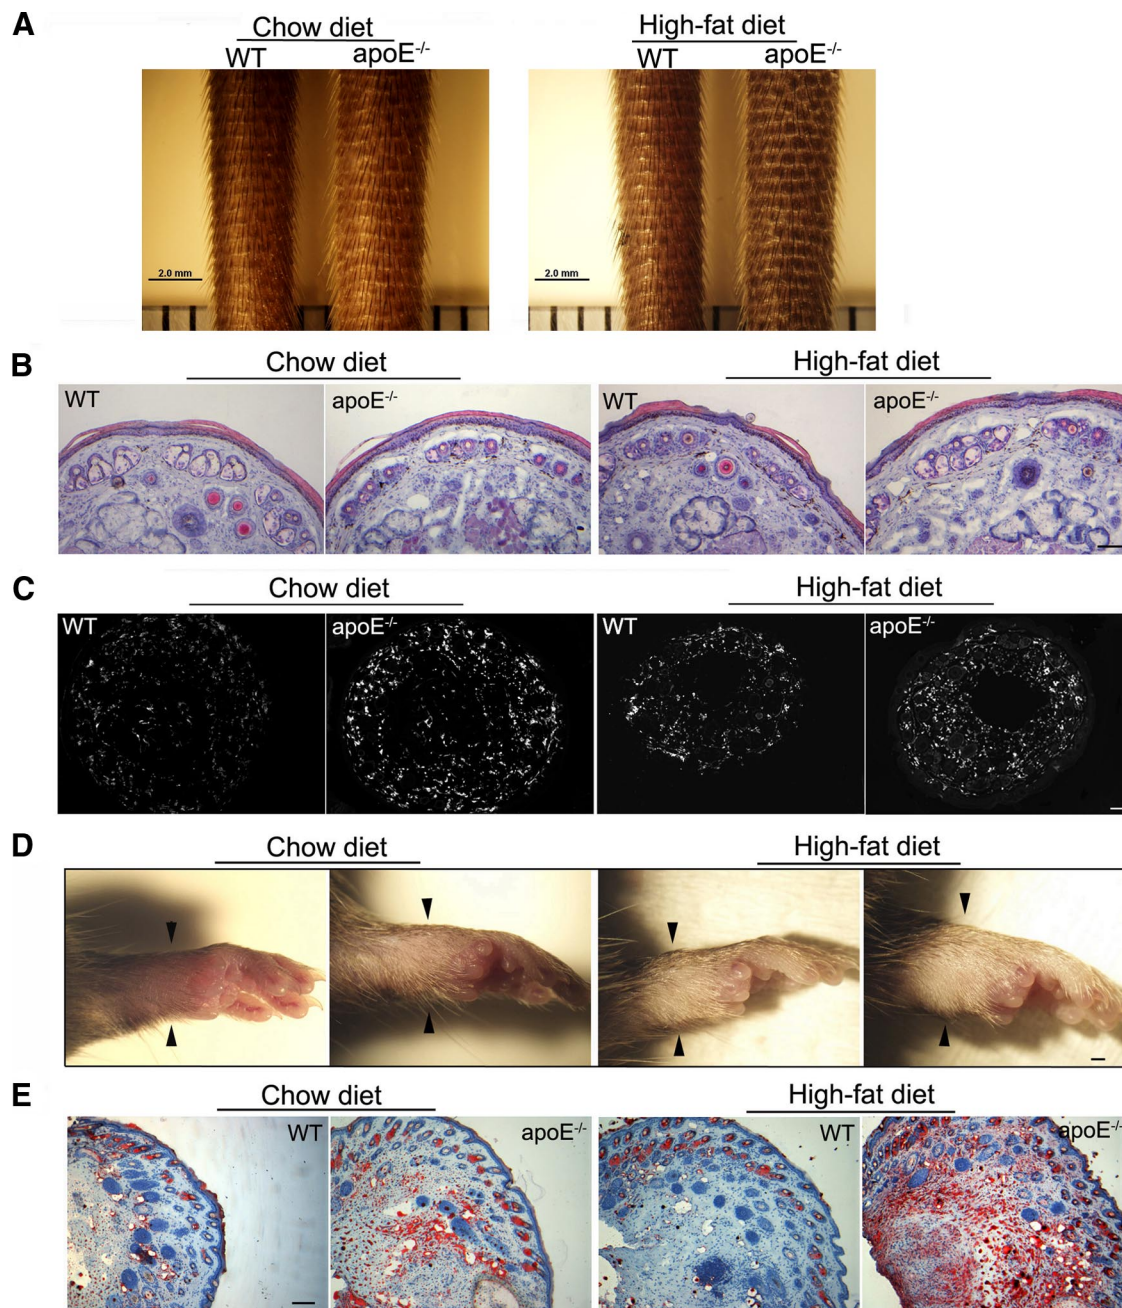 A
Chow diet
High-fat diet
WT apoE-/-
WT apoE-/-
2.0 mm
2.0 mm
B
Chow diet
High-fat diet
WT
apoE-/-
WT
apoE-/-
C
Chow diet
High-fat diet
WT
apoE-/-
WT
apoE-/-
D
Chow diet
High-fat diet
E
Chow diet
High-fat diet
WT
apoE-/-
WT
apoE-/-